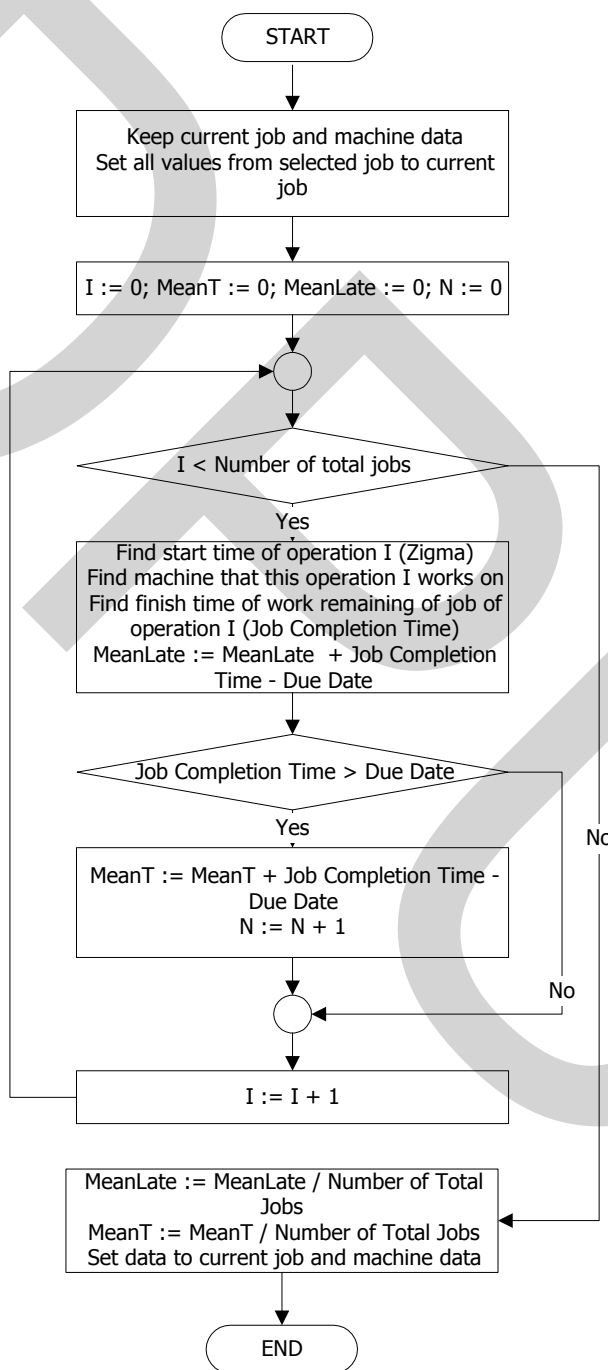 START
Keep current job and machine data
Set all values from selected job to current
job
I := 0; MeanT := 0; MeanLate := 0; N := 0
I < Number of total jobs
Yes
Find start time of operation I (Zigma)
Find machine that this operation I works on
Find finish time of work remaining of job of
operation I (Job Completion Time)
MeanLate := MeanLate + Job Completion
Time - Due Date
Job Completion Time > Due Date
Yes
No
MeanT := MeanT + Job Completion Time -
Due Date
N := N + 1
No
I := I + 1
MeanLate := MeanLate / Number of Total
Jobs
MeanT := MeanT / Number of Total Jobs
Set data to current job and machine data
END